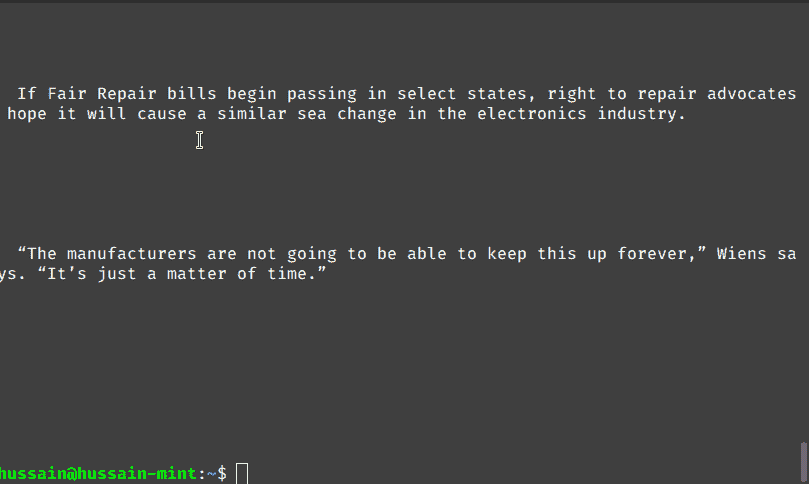 If Fair Repair bills begin passing in select states, right to repair advocates
hope it will cause a similar sea change in the electronics industry.
“The manufacturers are not going to be able to keep this up forever,” Wiens sa
ys. “It’s just a matter of time.”
hussain@hussain-mint:~$